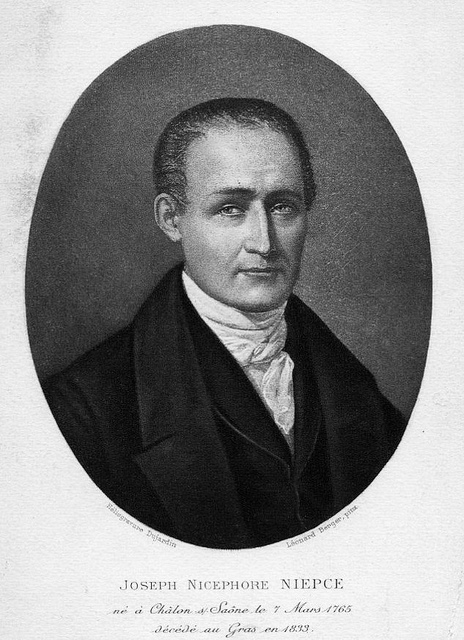 Héliogravure Dujardin
Léonard Berger, pinx
JOSEPH NICEPHORE NIEPCE
né à Châlon s/ Saône le 7 Mars 1765
décédé au Gras en 1833.